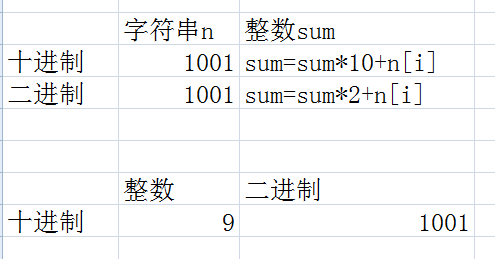 字符串n 整数sum
十进制 1001 sum=sum*10+n[i]
二进制 1001 sum=sum*2+n[i]
整数 二进制
十进制 9 1001